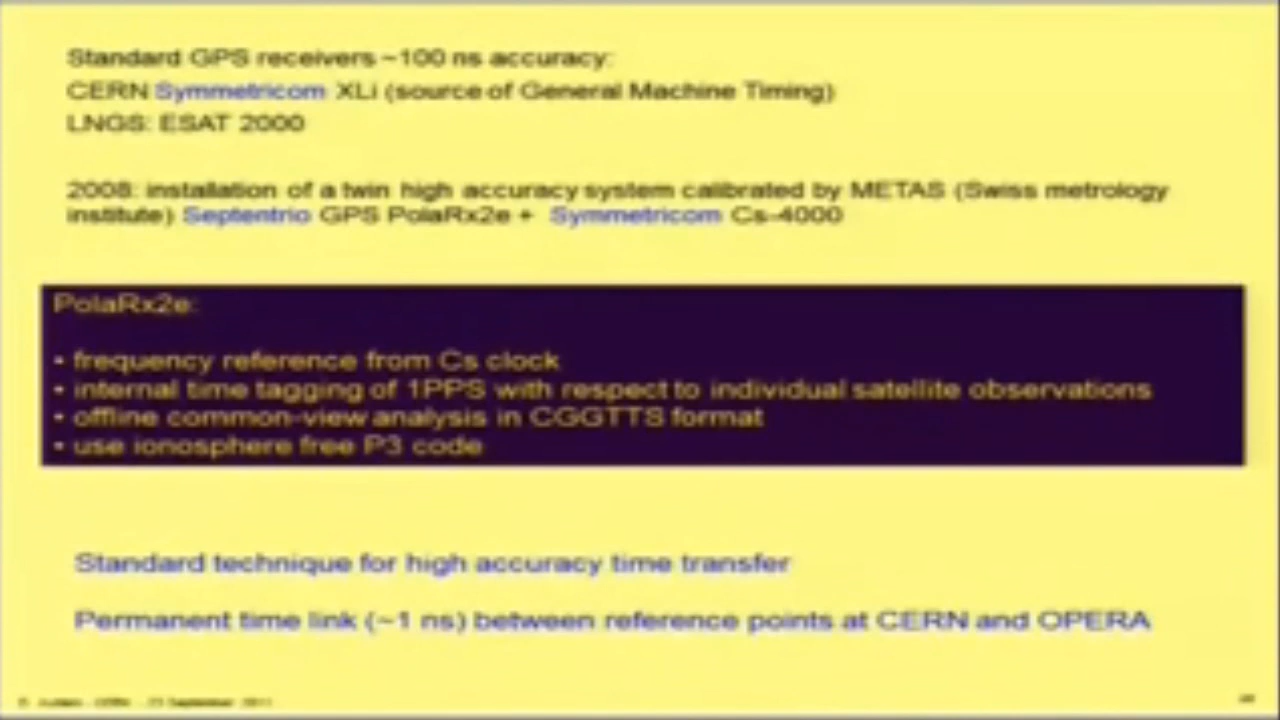 Standard GPS receivers ~100 ns accuracy:
CERN Symmetricom XLi (source of General Machine Timing)
LNGS: ESAT 2000
2008: installation of a twin high accuracy system calibrated by METAS (Swiss metrology
institute) Septentrio GPS PolaRx2e + Symmetricom Cs-4000
PolaRx2e:
• frequency reference from Cs clock
• internal time tagging of 1PPS with respect to individual satellite observations
• offline common-view analysis in CGGTTS format
• use ionosphere free P3 code
Standard technique for high accuracy time transfer
Permanent time link (~1 ns) between reference points at CERN and OPERA
CERN - 23 September 2011